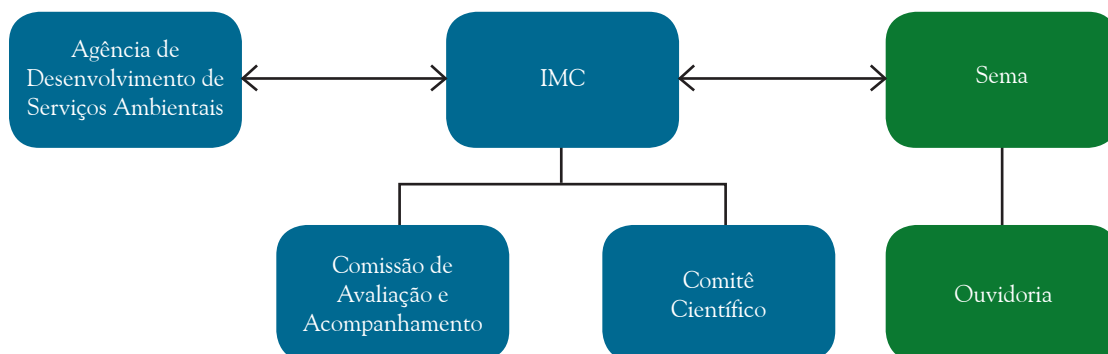 Agência de
Desenvolvimento de
Serviços Ambientais
IMC
Sema
Comissão de
Avaliação e
Acompanhamento
Comitê
Científico
Ouvidoria